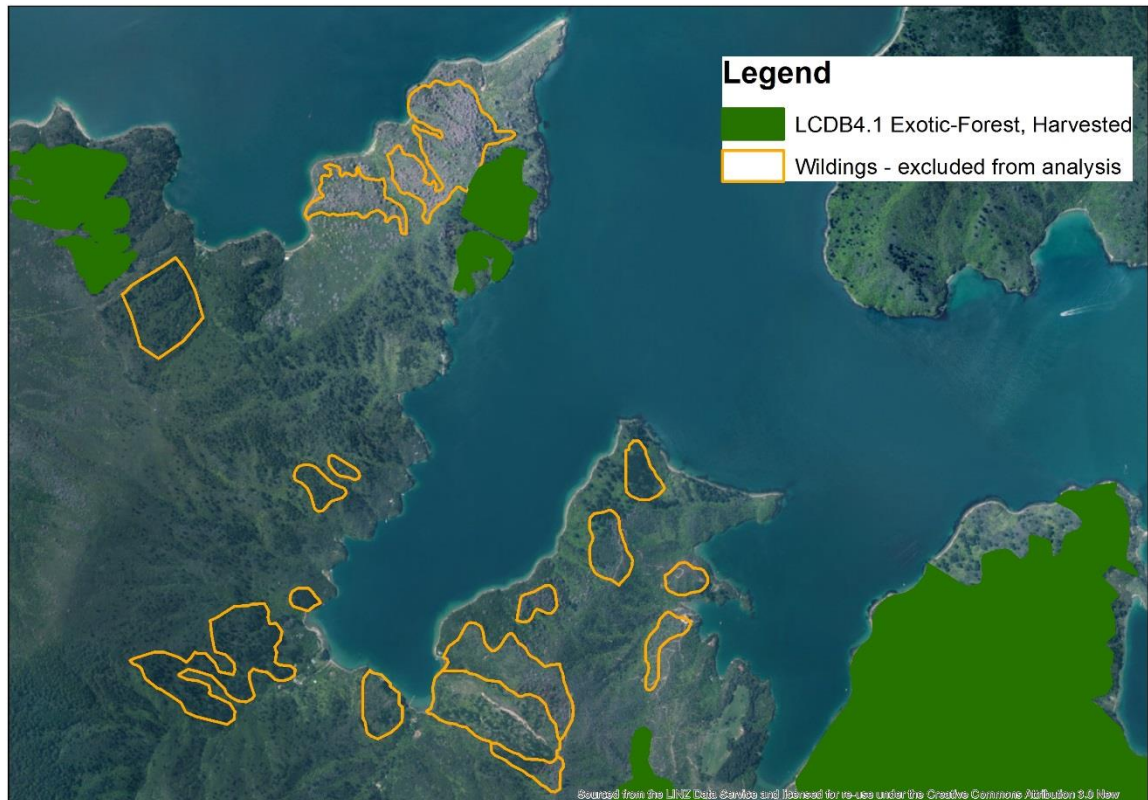 Legend
LCDB4.1 Exotic-Forest, Harvested
Wildings - excluded from analysis
Sourced from the LINZ Data Service and licensed for re-use under the Creative Commons Attribution 3.0 New